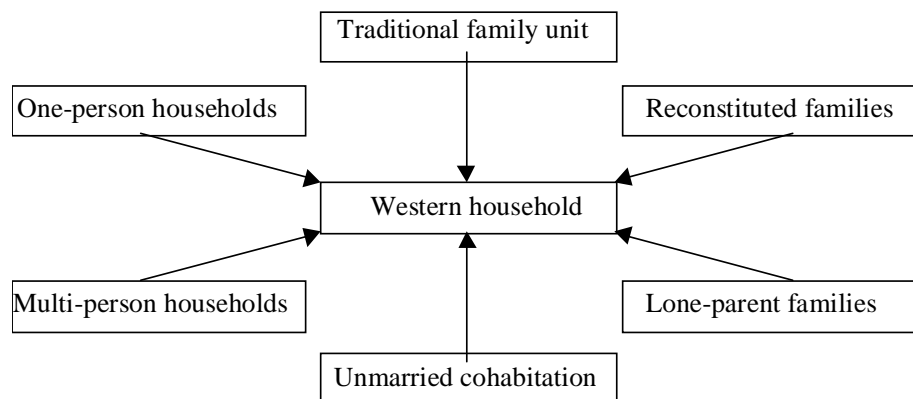 Traditional family unit
One-person households
Reconstituted families
Western household
Multi-person households
Lone-parent families
Unmarried cohabitation